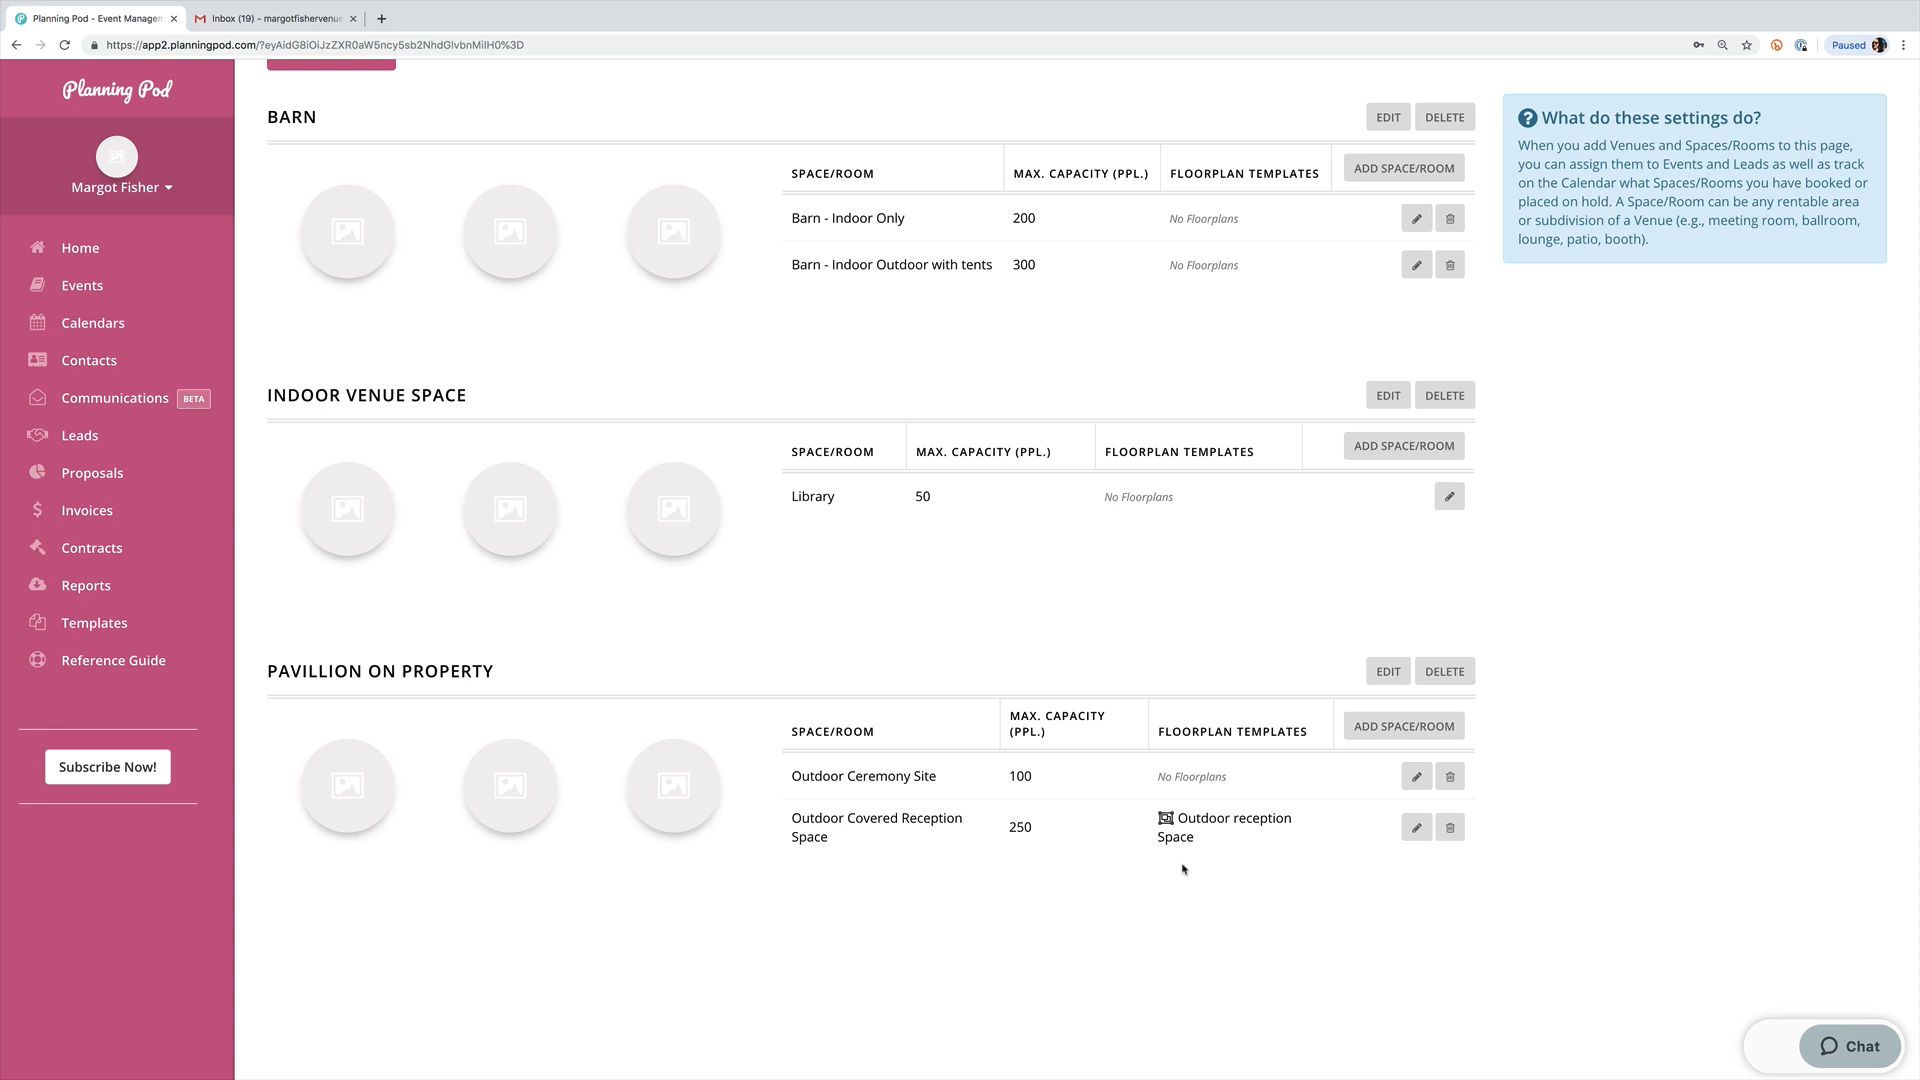 Planning Pod - Event Managem
Inbox (19) - margotfishervenue
https://app2.planningpod.com/?eyAidG8iOiJzZXR0aW5ncy5sb2NhdGlvbnMiIH0%3D
Paused
Planning Pod
Margot Fisher
Home
Events
Calendars
Contacts
Communications BETA
Leads
Proposals
Invoices
Contracts
Reports
Templates
Reference Guide
Subscribe Now!
BARN
EDIT DELETE
SPACE/ROOM MAX. CAPACITY (PPL.) FLOORPLAN TEMPLATES ADD SPACE/ROOM
Barn - Indoor Only 200 No Floorplans
Barn - Indoor Outdoor with tents 300 No Floorplans
INDOOR VENUE SPACE
EDIT DELETE
SPACE/ROOM MAX. CAPACITY (PPL.) FLOORPLAN TEMPLATES ADD SPACE/ROOM
Library 50 No Floorplans
PAVILLION ON PROPERTY
EDIT DELETE
SPACE/ROOM MAX. CAPACITY (PPL.) FLOORPLAN TEMPLATES ADD SPACE/ROOM
Outdoor Ceremony Site 100 No Floorplans
Outdoor Covered Reception Space 250 Outdoor reception Space
What do these settings do?
When you add Venues and Spaces/Rooms to this page,
you can assign them to Events and Leads as well as track
on the Calendar what Spaces/Rooms you have booked or
placed on hold. A Space/Room can be any rentable area
or subdivision of a Venue (e.g., meeting room, ballroom,
lounge, patio, booth).
Chat